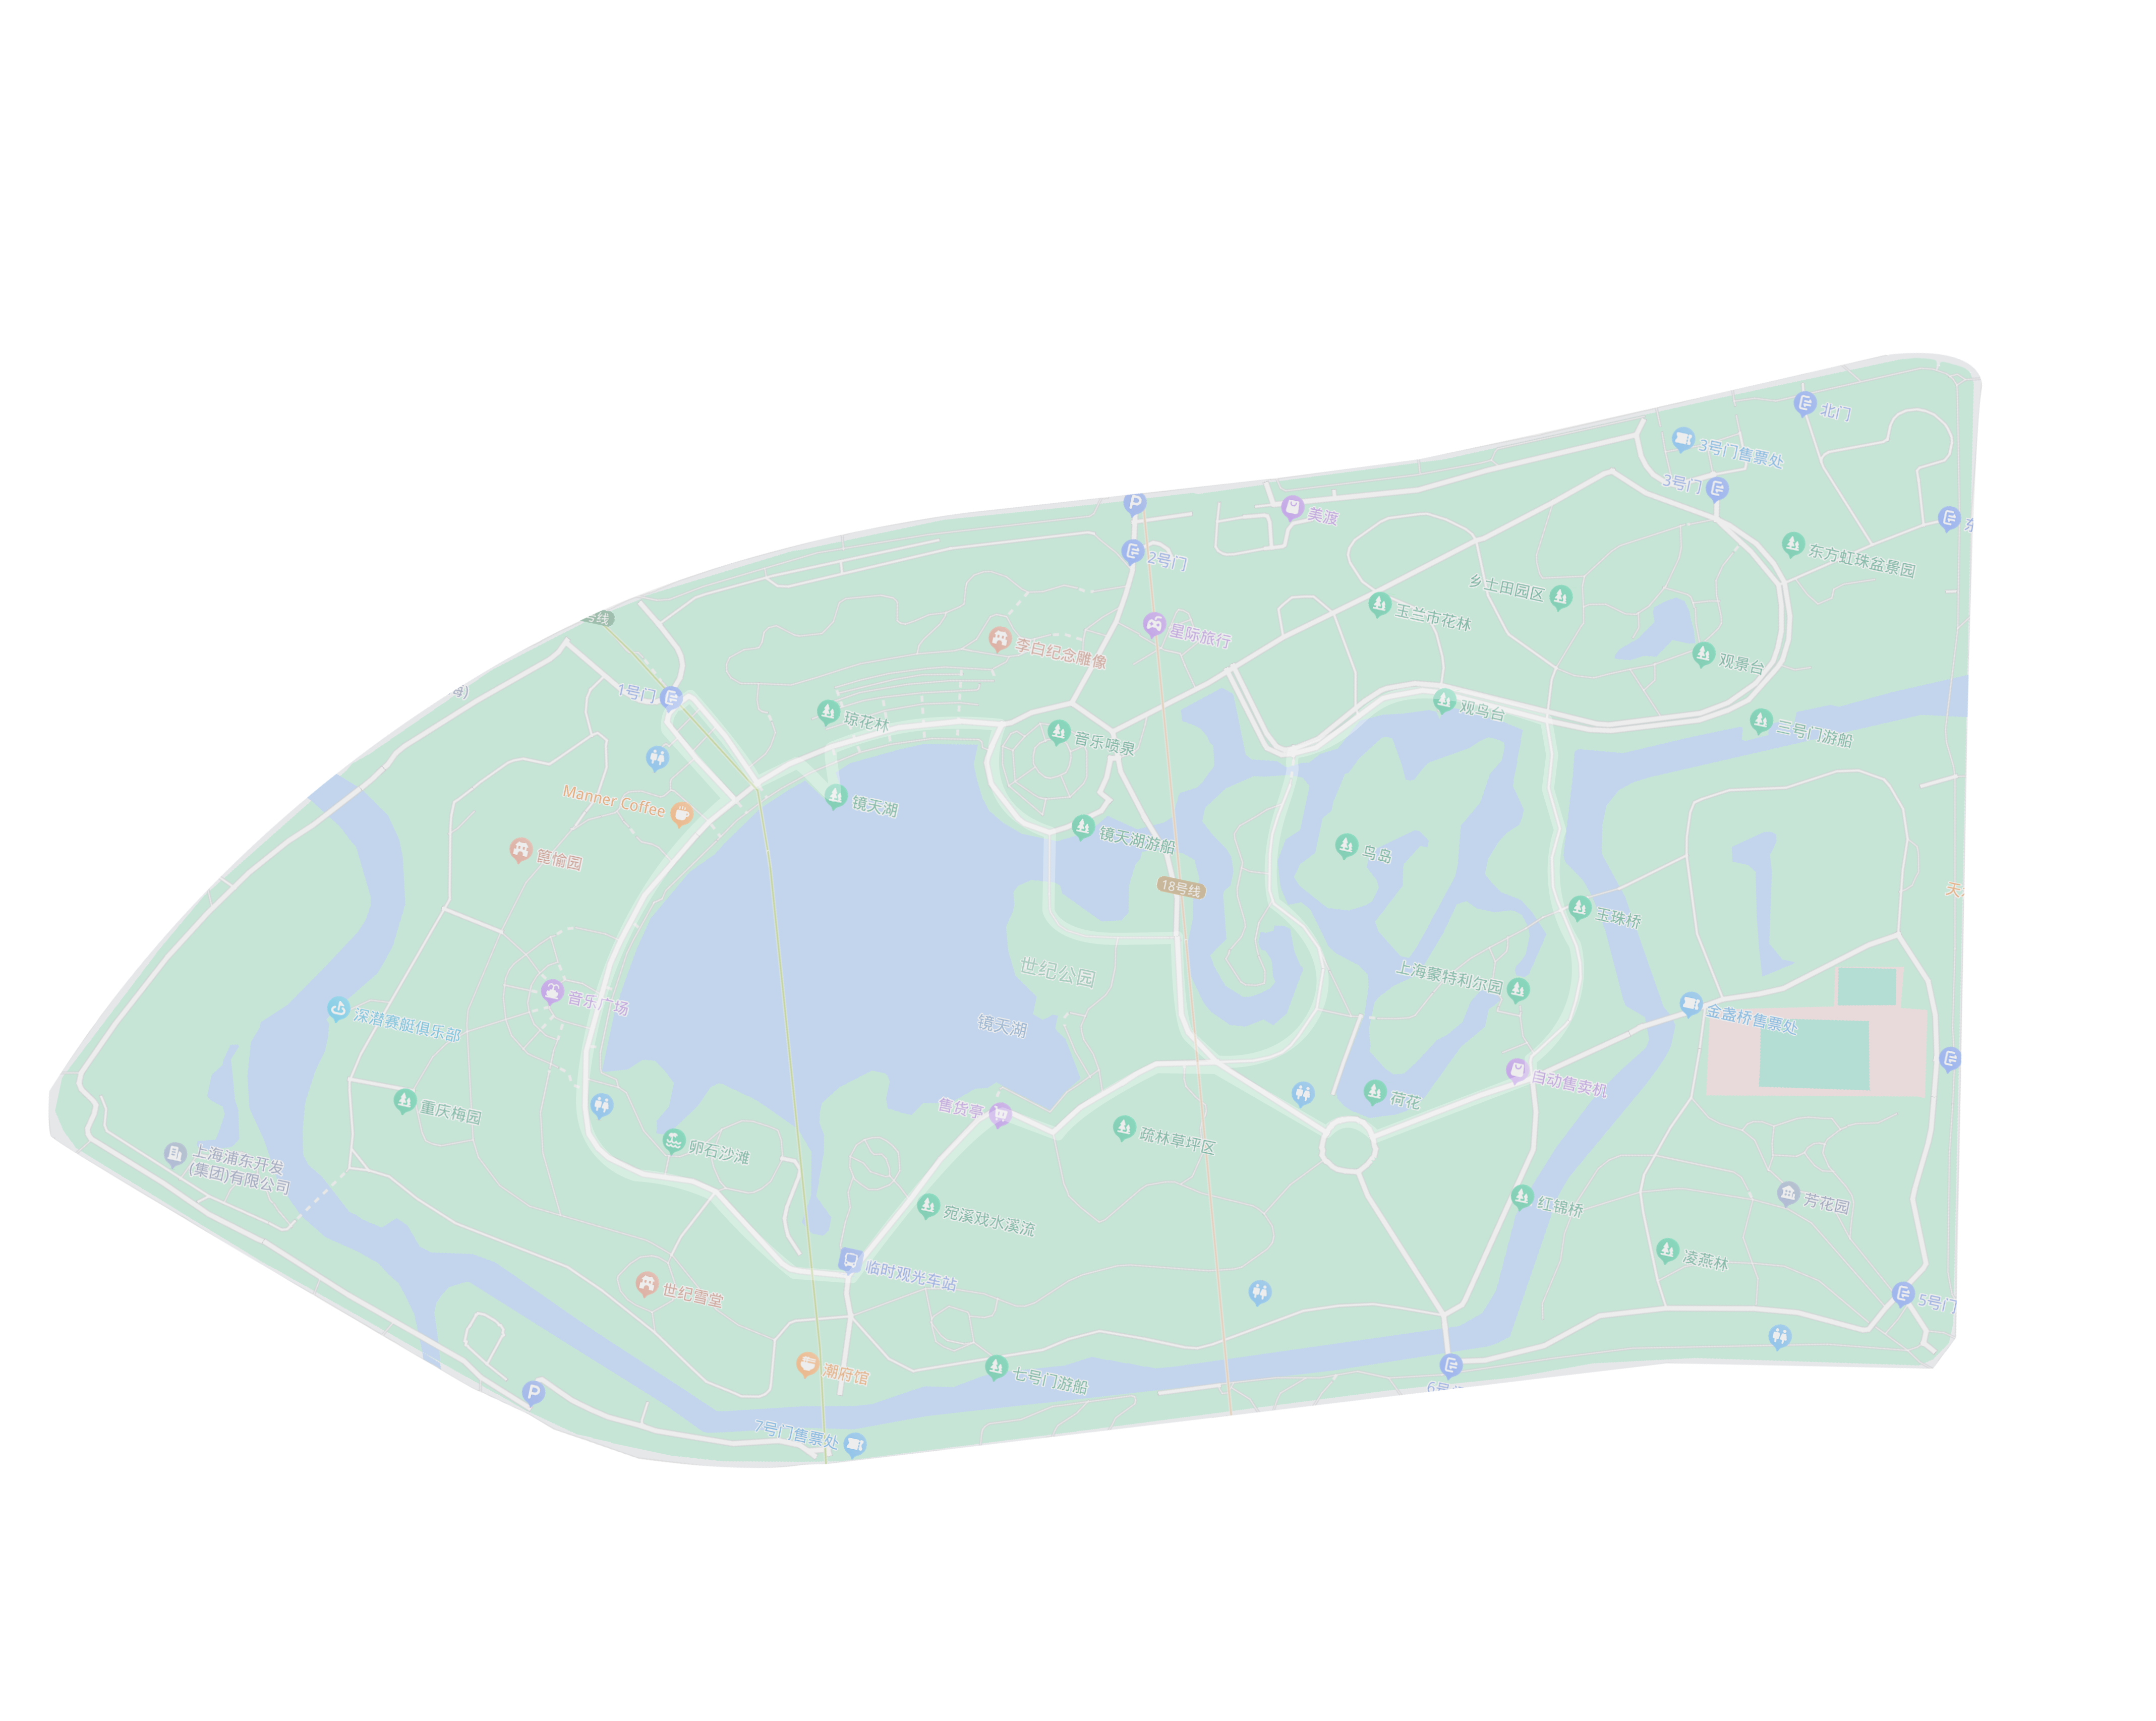 北门
3号门售票处
3号门
美渡
2号门
东方虹珠盆景园
乡土田园区
玉兰市花林
号线
星际旅行
李白纪念雕像
观景台
1号门
琼花林
观鸟台
三号门游船
音乐喷泉
Manner Coffee
镜天湖
镜天湖游船
鸟岛
篦愉园
18号线
天
玉珠桥
世纪公园
上海蒙特利尔园
音乐广场
深潜赛艇俱乐部
镜天湖
金盏桥售票处
自动售卖机
重庆梅园
售货亭
荷花
疏林草坪区
卵石沙滩
上海浦东开发
(集团)有限公司
芳花园
红锦桥
宛溪戏水溪流
凌燕林
临时观光车站
世纪雪堂
5号门
潮府馆
七号门游船
7号门售票处